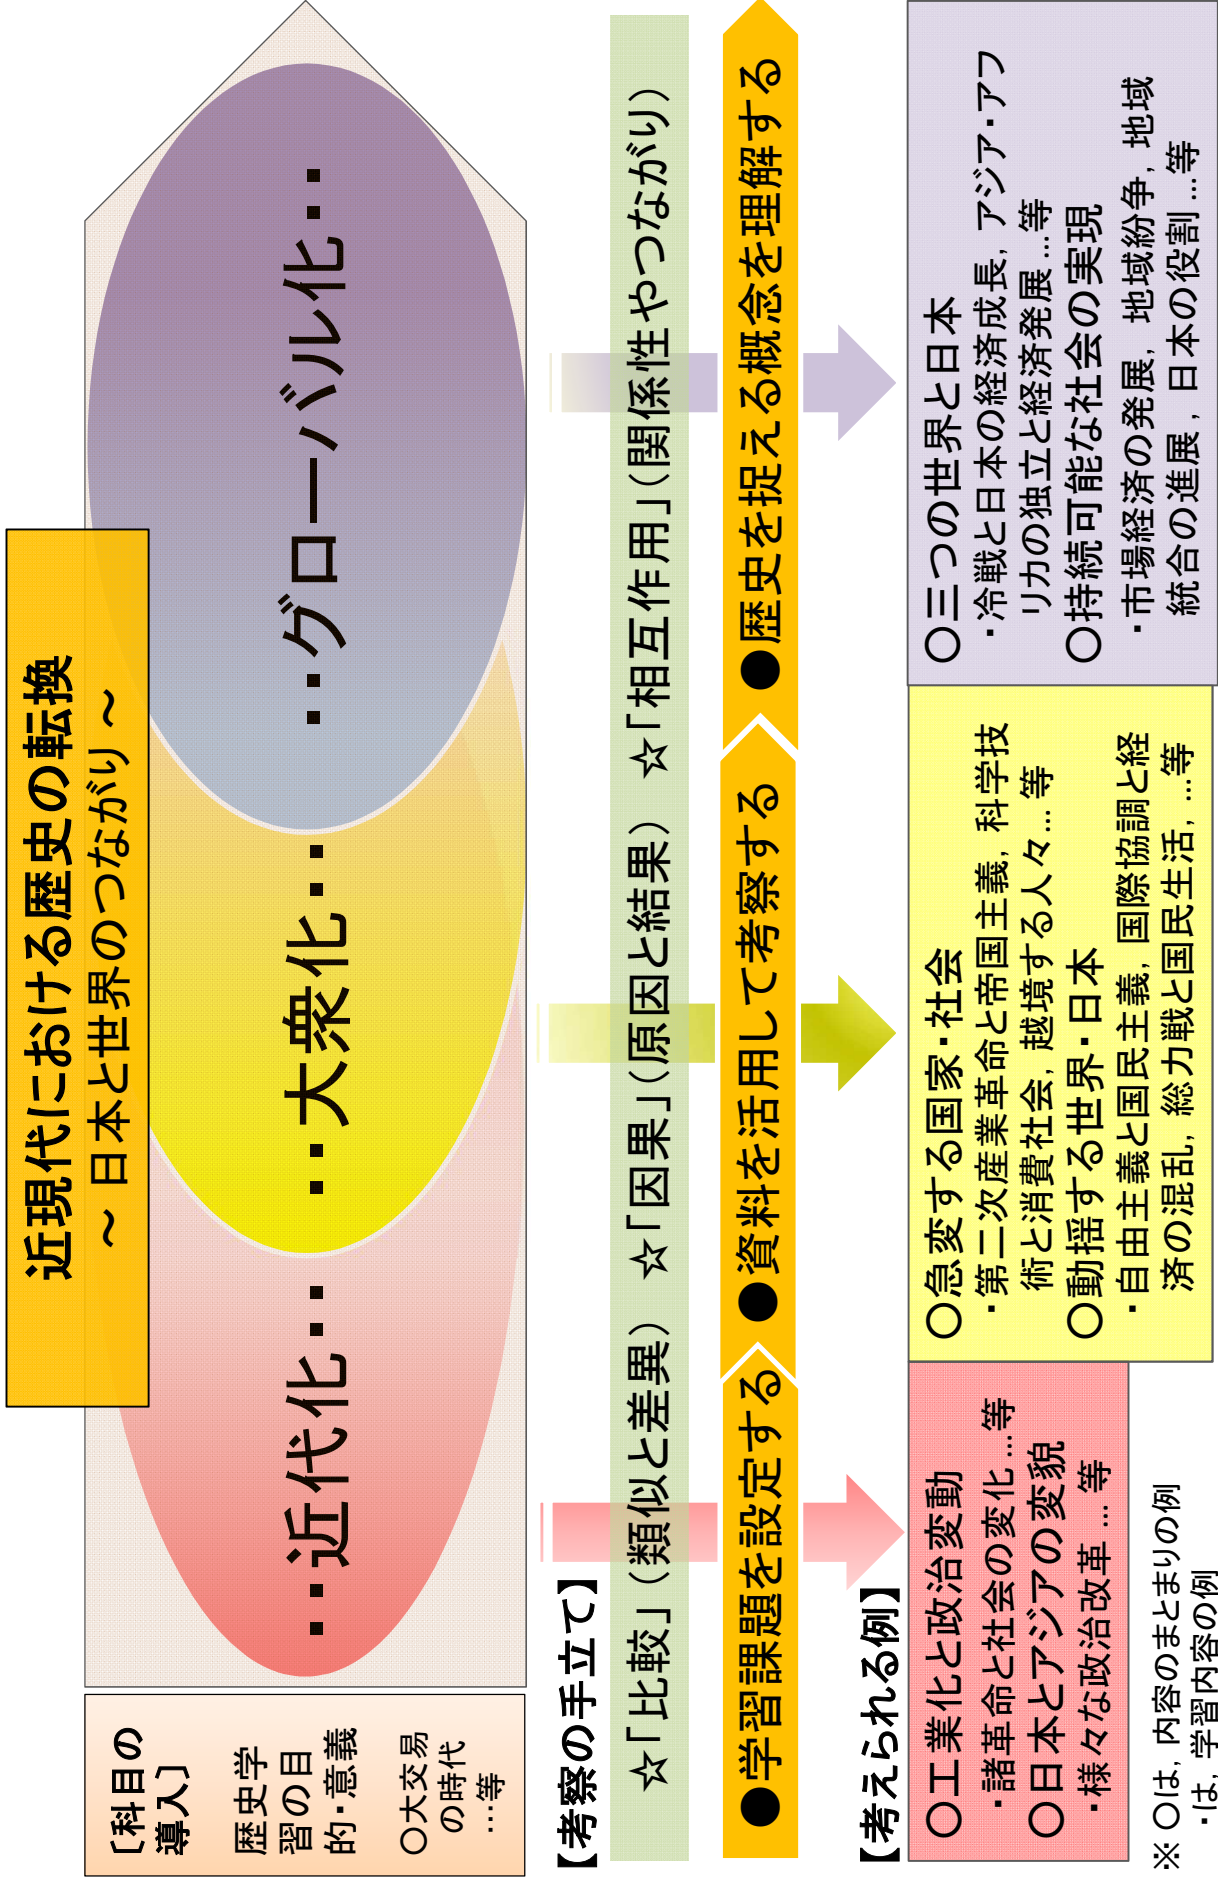 近現代における歴史の転換
～ 日本と世界のつながり ～
［科目の
導入］
歴史学
習の目
的・意義
○大交易
の時代
…等
・・・近代化・・・
・・・大衆化・・・
・・・グローバル化・・・
【考察の手立て】
☆「比較」（類似と差異） ☆「因果」（原因と結果） ☆「相互作用」（関係性やつながり）
●学習課題を設定する
●資料を活用して考察する
●歴史を捉える概念を理解する
【考えられる例】
○工業化と政治変動
・諸革命と社会の変化…等
○日本とアジアの変貌
・様々な政治改革… 等
○急変する国家・社会
・第二次産業革命と帝国主義，科学技
術と消費社会，越境する人々… 等
○動揺する世界・日本
・自由主義と国民主義，国際協調と経
済の混乱，総力戦と国民生活，…等
○三つの世界と日本
・冷戦と日本の経済成長，アジア・アフ
リカの独立と経済発展…等
○持続可能な社会の実現
・市場経済の発展，地域紛争，地域
統合の進展，日本の役割…等
※ ○は，内容のまとまりの例
・は，学習内容の例